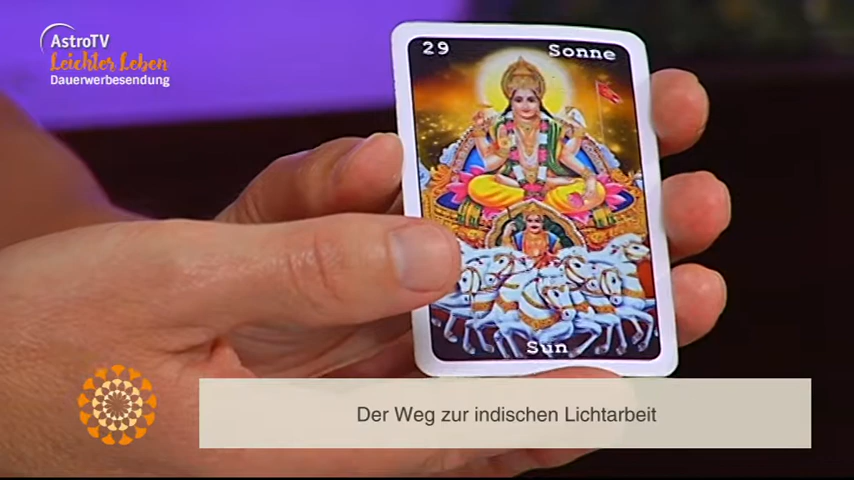 AstroTV
Leichter Leben
Dauerwerbesendung
29 Sonne
Sun
Der Weg zur indischen Lichtarbeit